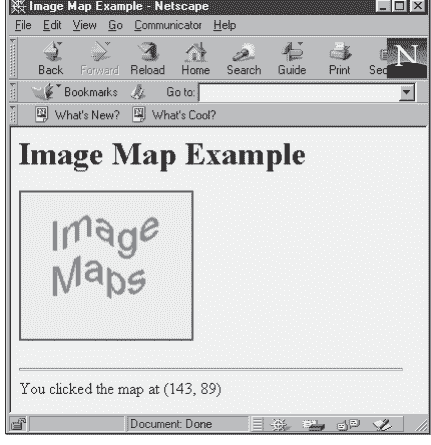 Image Map Example - Netscape
File Edit View Go Communicator Help
Back Forward Reload Home Search Guide Print Sec
N
Bookmarks Go to:
What's New? What's Cool?
Image Map Example
Image
Maps
You clicked the map at (143, 89)
Document: Done